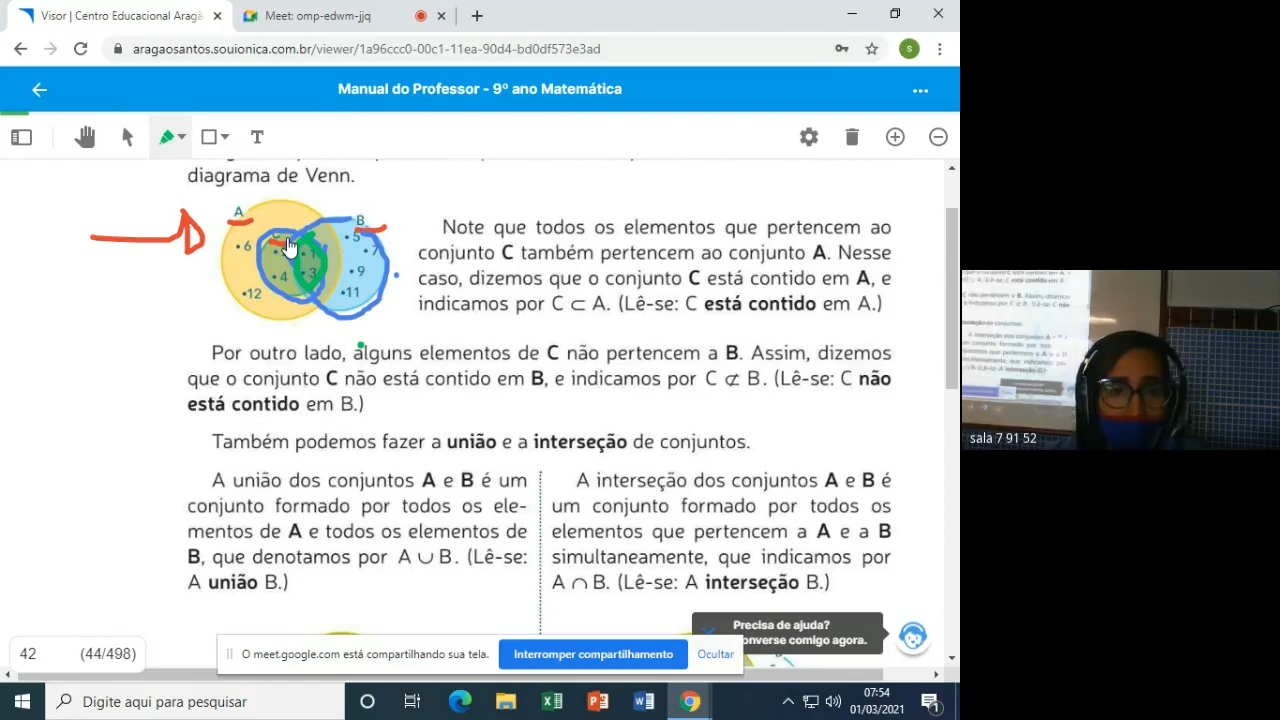 Visor | Centro Educacional Aragão
Meet: omp-edwm-jjq
aragaosantos.souionica.com.br/viewer/1a96ccc0-00c1-11ea-90d4-bd0df573e3ad
s
Manual do Professor - 9º ano Matemática
T
diagrama de Venn.
A
B
6
5
7
1
4
3
9
12
11
Note que todos os elementos que pertencem ao
conjunto C também pertencem ao conjunto A. Nesse
caso, dizemos que o conjunto C está contido em A, e
indicamos por C ⊂ A. (Lê-se: C está contido em A.)
Por outro lado, alguns elementos de C não pertencem a B. Assim, dizemos
que o conjunto C não está contido em B, e indicamos por C ⊄ B. (Lê-se: C não
está contido em B.)
Também podemos fazer a união e a interseção de conjuntos.
A união dos conjuntos A e B é um
conjunto formado por todos os ele-
mentos de A e todos os elementos de
B, que denotamos por A ∪ B. (Lê-se:
A união B.)
A interseção dos conjuntos A e B é
um conjunto formado por todos os
elementos que pertencem a A e a B
simultaneamente, que indicamos por
A ∩ B. (Lê-se: A interseção B.)
Precisa de ajuda?
onverse comigo agora.
42 (44/498)
O meet.google.com está compartilhando sua tela.
Interromper compartilhamento
Ocultar
sala 7 91 52
Digite aqui para pesquisar
07:54
01/03/2021
1